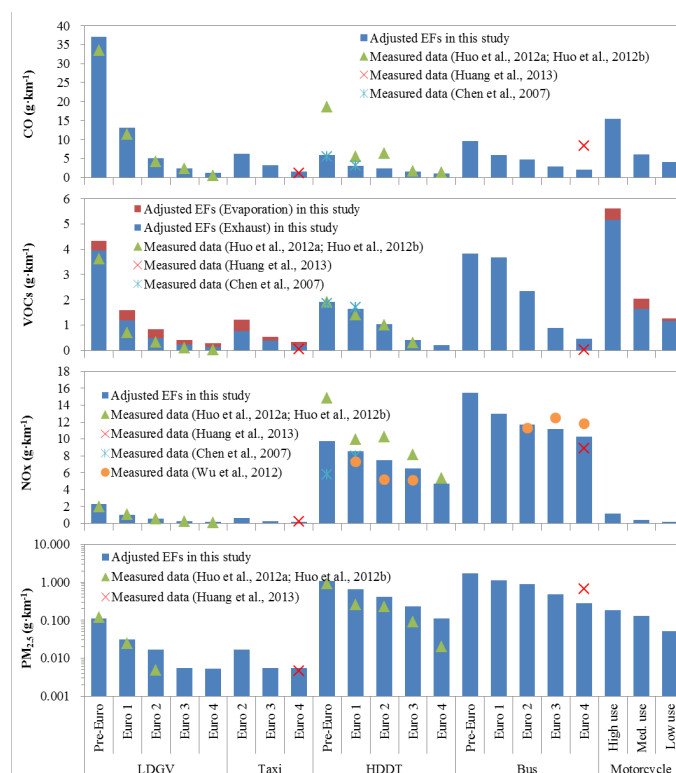 CO (g·km⁻¹)
40
35
30
25
20
15
10
5
0
Adjusted EFs in this study
Measured data (Huo et al., 2012a; Huo et al., 2012b)
Measured data (Huang et al., 2013)
Measured data (Chen et al., 2007)
VOCs (g·km⁻¹)
6
5
4
3
2
1
0
Adjusted EFs (Evaporation) in this study
Adjusted EFs (Exhaust) in this study
Measured data (Huo et al., 2012a; Huo et al., 2012b)
Measured data (Huang et al., 2013)
Measured data (Chen et al., 2007)
NOx (g·km⁻¹)
18
16
14
12
10
8
6
4
2
0
Adjusted EFs in this study
Measured data (Huo et al., 2012a; Huo et al., 2012b)
Measured data (Huang et al., 2013)
Measured data (Chen et al., 2007)
Measured data (Wu et al., 2012)
PM₂.₅ (g·km⁻¹)
10.000
1.000
0.100
0.010
0.001
Adjusted EFs in this study
Measured data (Huo et al., 2012a; Huo et al., 2012b)
Measured data (Huang et al., 2013)
Pre-Euro
Euro 1
Euro 2
Euro 3
Euro 4
Euro 2
Euro 3
Euro 4
Pre-Euro
Euro 1
Euro 2
Euro 3
Euro 4
Pre-Euro
Euro 1
Euro 2
Euro 3
Euro 4
High use
Med. use
Low use
LDGV
Taxi
HDDT
Bus
Motorcycle